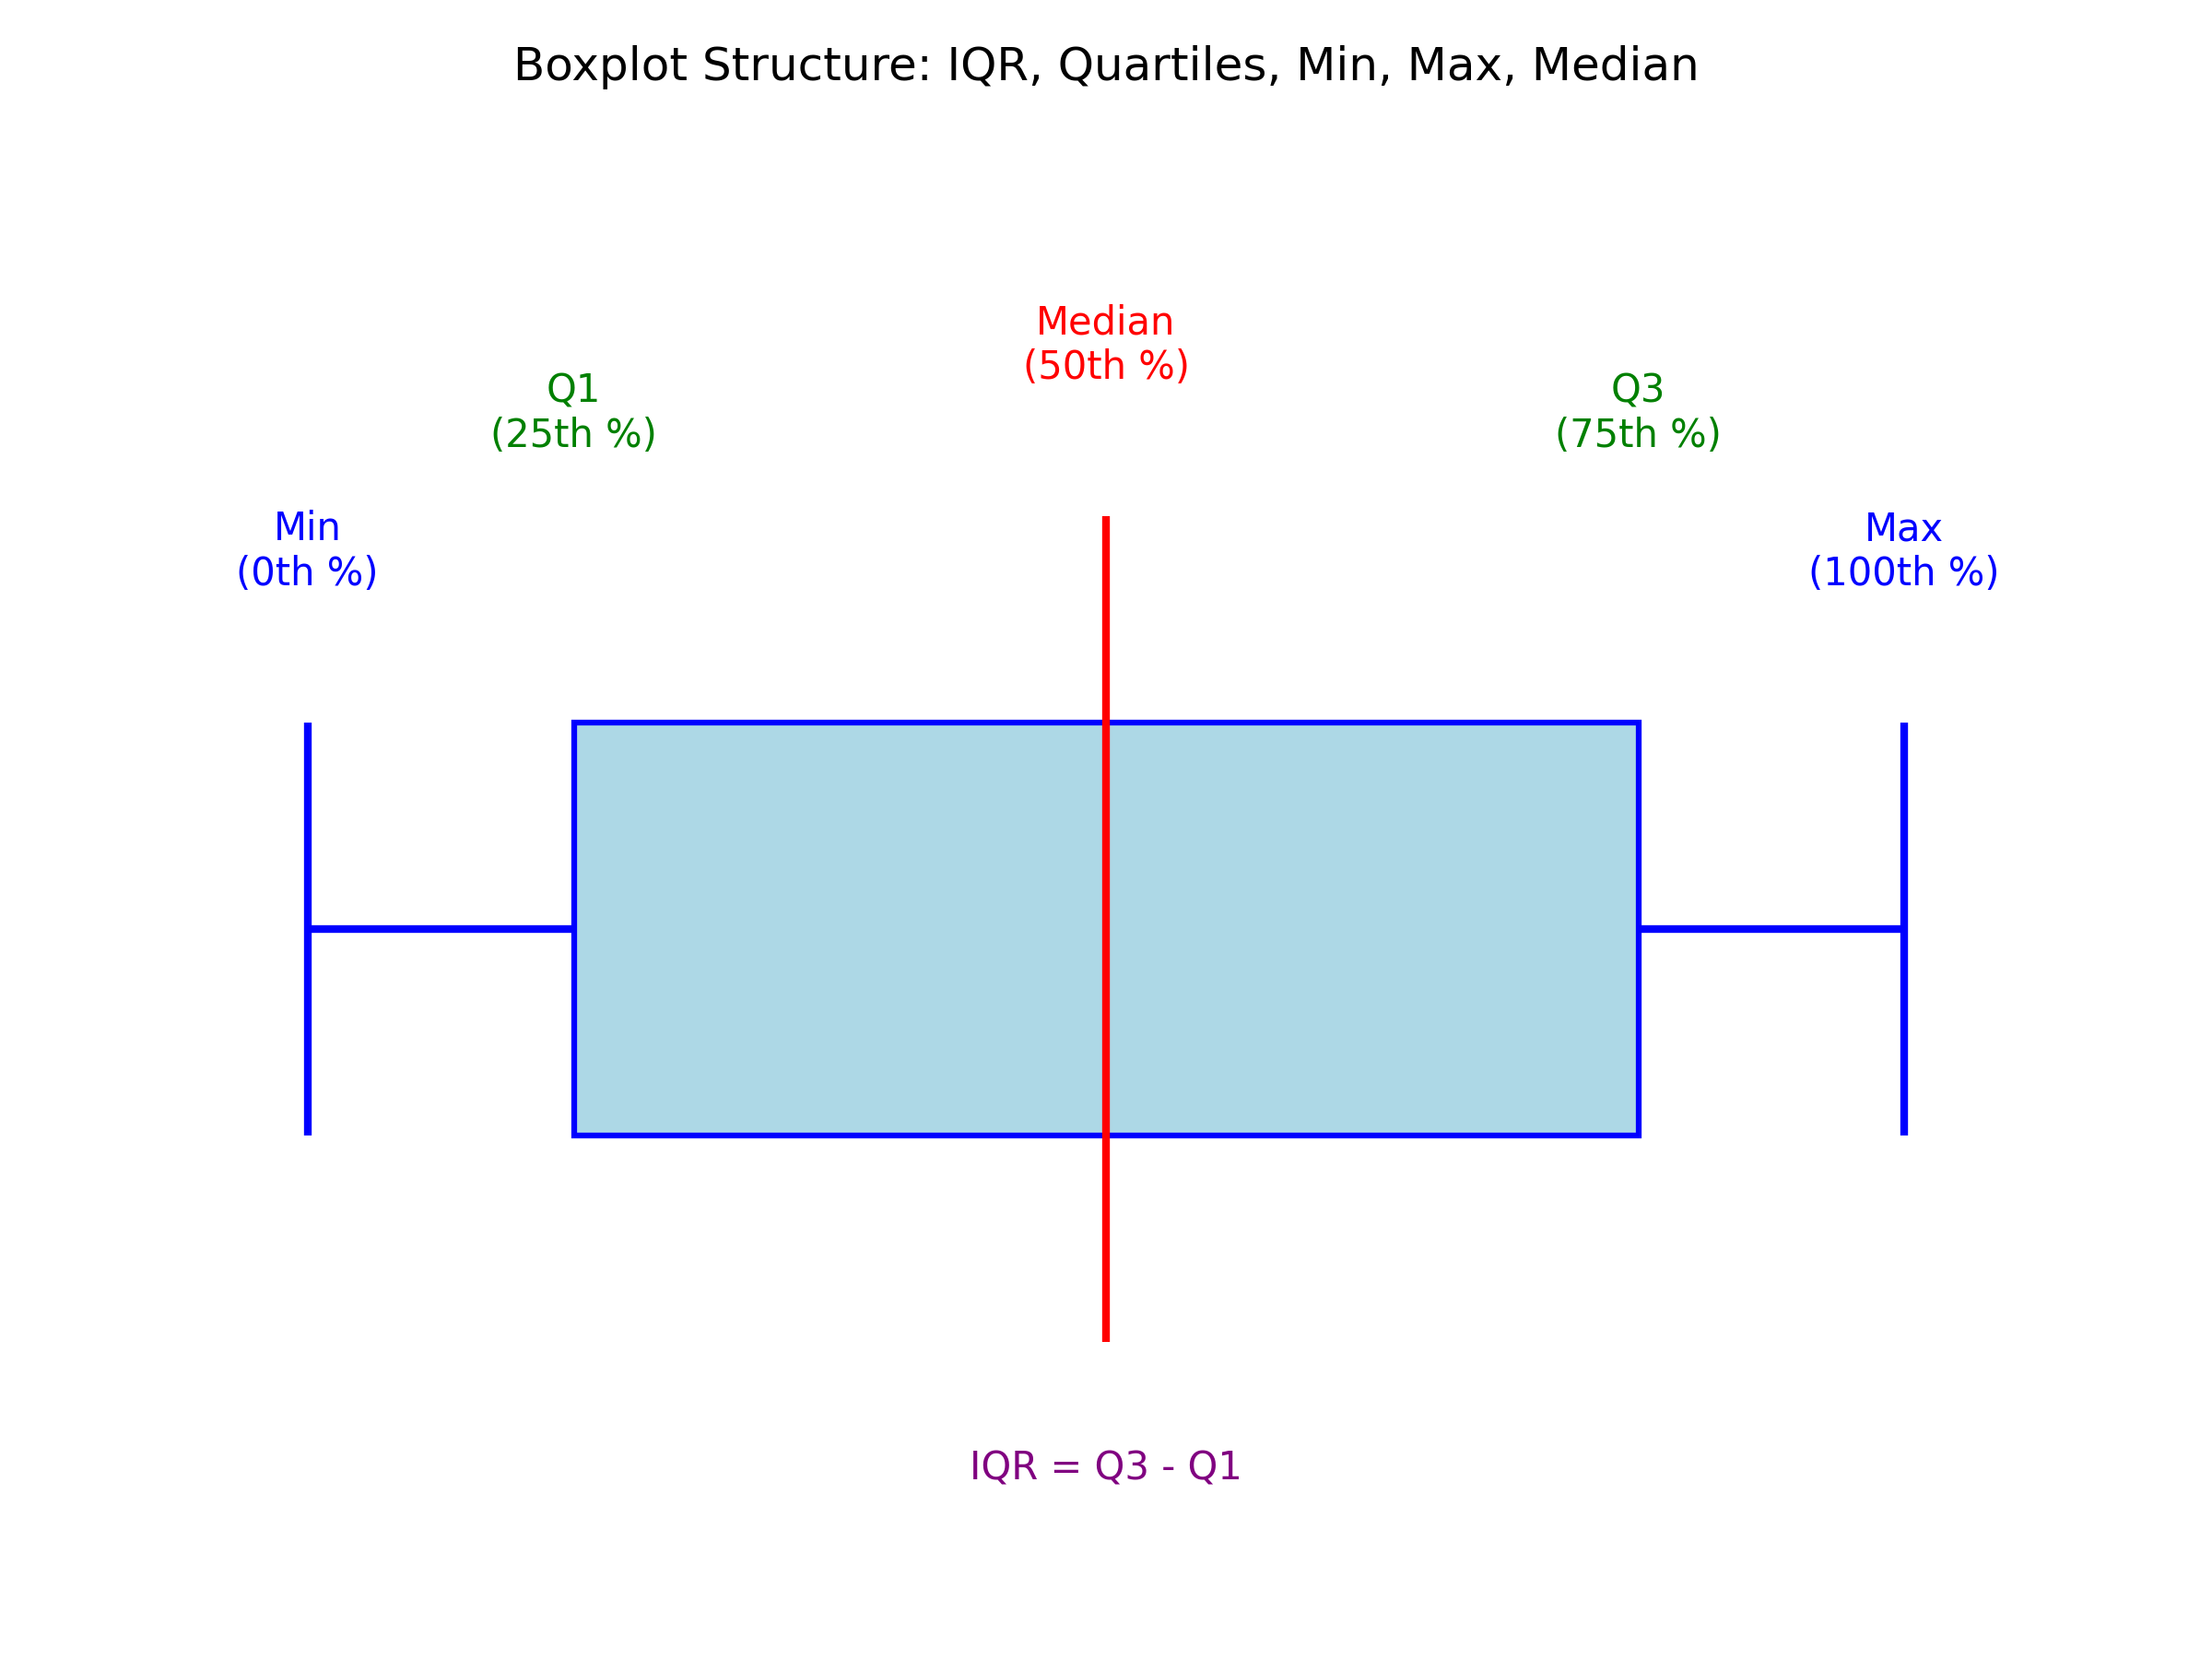 Boxplot Structure: IQR, Quartiles, Min, Max, Median
Median
(50th %)
Q1
(25th %)
Q3
(75th %)
Min
(0th %)
Max
(100th %)
IQR = Q3 - Q1